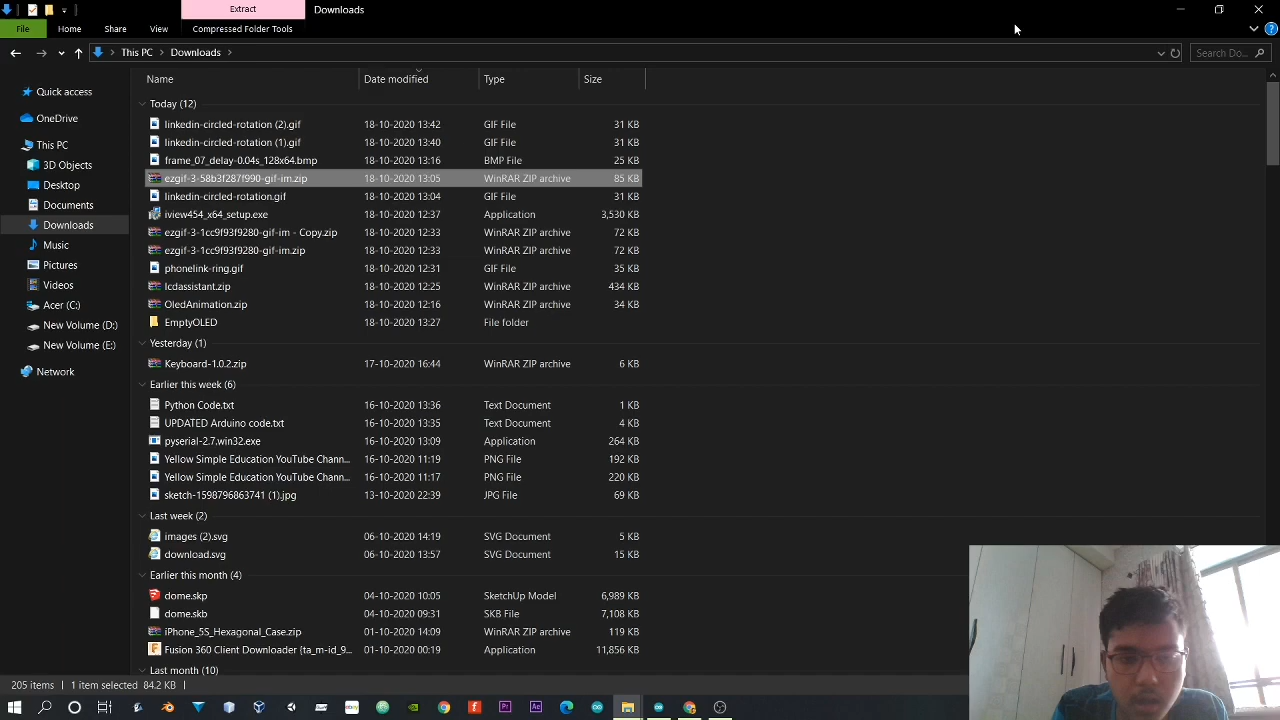 Extract
Downloads
File
Home
Share
View
Compressed Folder Tools
This PC
Downloads
Search Do...
Name
Date modified
Type
Size
Quick access
OneDrive
This PC
3D Objects
Desktop
Documents
Downloads
Music
Pictures
Videos
Acer (C:)
New Volume (D:)
New Volume (E:)
Network
Today (12)
linkedin-circled-rotation (2).gif 18-10-2020 13:42 GIF File 31 KB
linkedin-circled-rotation (1).gif 18-10-2020 13:40 GIF File 31 KB
frame_07_delay-0.04s_128x64.bmp 18-10-2020 13:16 BMP File 25 KB
ezgif-3-58b3f287f990-gif-im.zip 18-10-2020 13:05 WinRAR ZIP archive 85 KB
linkedin-circled-rotation.gif 18-10-2020 13:04 GIF File 31 KB
iview454_x64_setup.exe 18-10-2020 12:37 Application 3,530 KB
ezgif-3-1cc9f93f9280-gif-im - Copy.zip 18-10-2020 12:33 WinRAR ZIP archive 72 KB
ezgif-3-1cc9f93f9280-gif-im.zip 18-10-2020 12:33 WinRAR ZIP archive 72 KB
phonelink-ring.gif 18-10-2020 12:31 GIF File 35 KB
lcdassistant.zip 18-10-2020 12:25 WinRAR ZIP archive 434 KB
OledAnimation.zip 18-10-2020 12:16 WinRAR ZIP archive 34 KB
EmptyOLED 18-10-2020 13:27 File folder
Yesterday (1)
Keyboard-1.0.2.zip 17-10-2020 16:44 WinRAR ZIP archive 6 KB
Earlier this week (6)
Python Code.txt 16-10-2020 13:36 Text Document 1 KB
UPDATED Arduino code.txt 16-10-2020 13:35 Text Document 4 KB
pyserial-2.7.win32.exe 16-10-2020 13:09 Application 264 KB
Yellow Simple Education YouTube Chann... 16-10-2020 11:19 PNG File 192 KB
Yellow Simple Education YouTube Chann... 16-10-2020 11:17 PNG File 220 KB
sketch-1598796863741 (1).jpg 13-10-2020 22:39 JPG File 69 KB
Last week (2)
images (2).svg 06-10-2020 14:19 SVG Document 5 KB
download.svg 06-10-2020 13:57 SVG Document 15 KB
Earlier this month (4)
dome.skp 04-10-2020 10:05 SketchUp Model 6,989 KB
dome.skb 04-10-2020 09:31 SKB File 7,108 KB
iPhone_5S_Hexagonal_Case.zip 01-10-2020 14:09 WinRAR ZIP archive 119 KB
Fusion 360 Client Downloader {ta_m-id_9... 01-10-2020 00:19 Application 11,856 KB
Last month (10)
205 items 1 item selected 84.2 KB